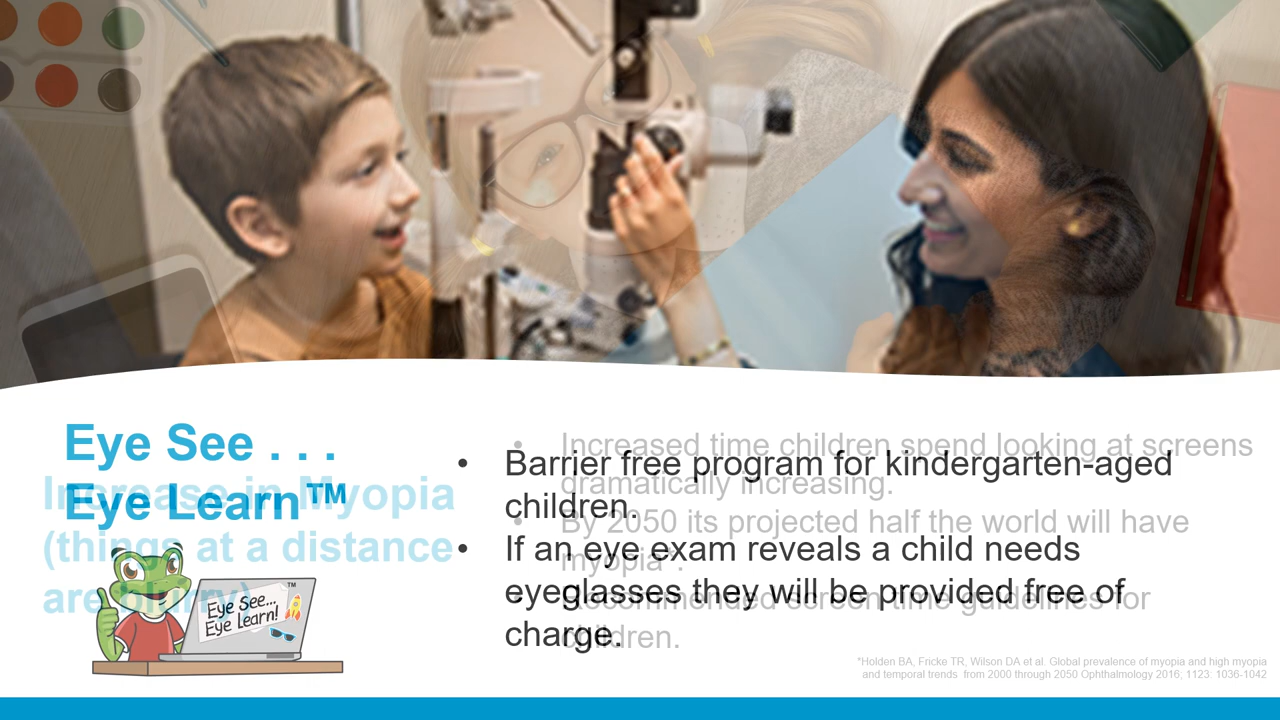 Eye See . . .
Eye Learn™
Increase in Myopia
(things at a distance
are blurry)
Eye See...
Eye Learn!
TM
• Barrier free program for kindergarten-aged
children.
• If an eye exam reveals a child needs
eyeglasses they will be provided free of
charge.
• Increased time children spend looking at screens
dramatically increasing.
• By 2050 its projected half the world will have
myopia*.
• Recommended screen time guidelines for
children.
*Holden BA, Fricke TR, Wilson DA et al. Global prevalence of myopia and high myopia
and temporal trends from 2000 through 2050 Ophthalmology 2016; 1123: 1036-1042